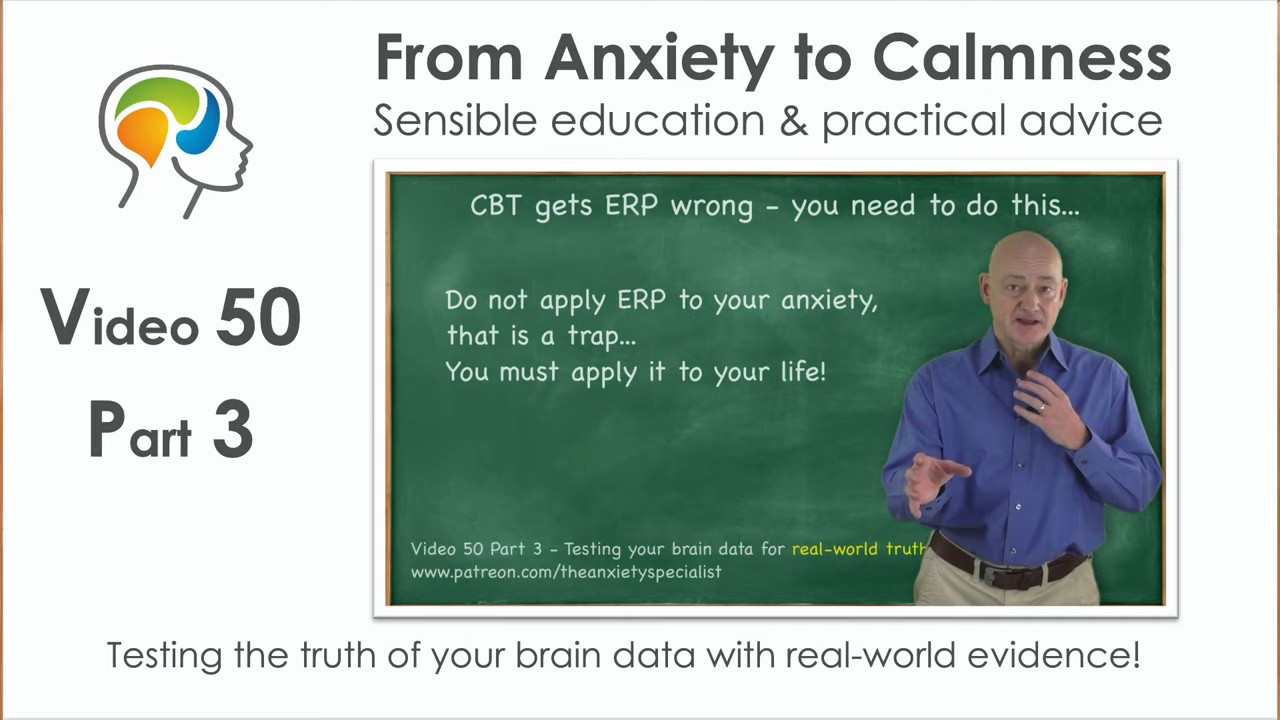 From Anxiety to Calmness
Sensible education & practical advice
Video 50
Part 3
CBT gets ERP wrong - you need to do this...
Do not apply ERP to your anxiety,
that is a trap...
You must apply it to your life!
Video 50 Part 3 - Testing your brain data for real-world truth
www.patreon.com/theanxietyspecialist
Testing the truth of your brain data with real-world evidence!